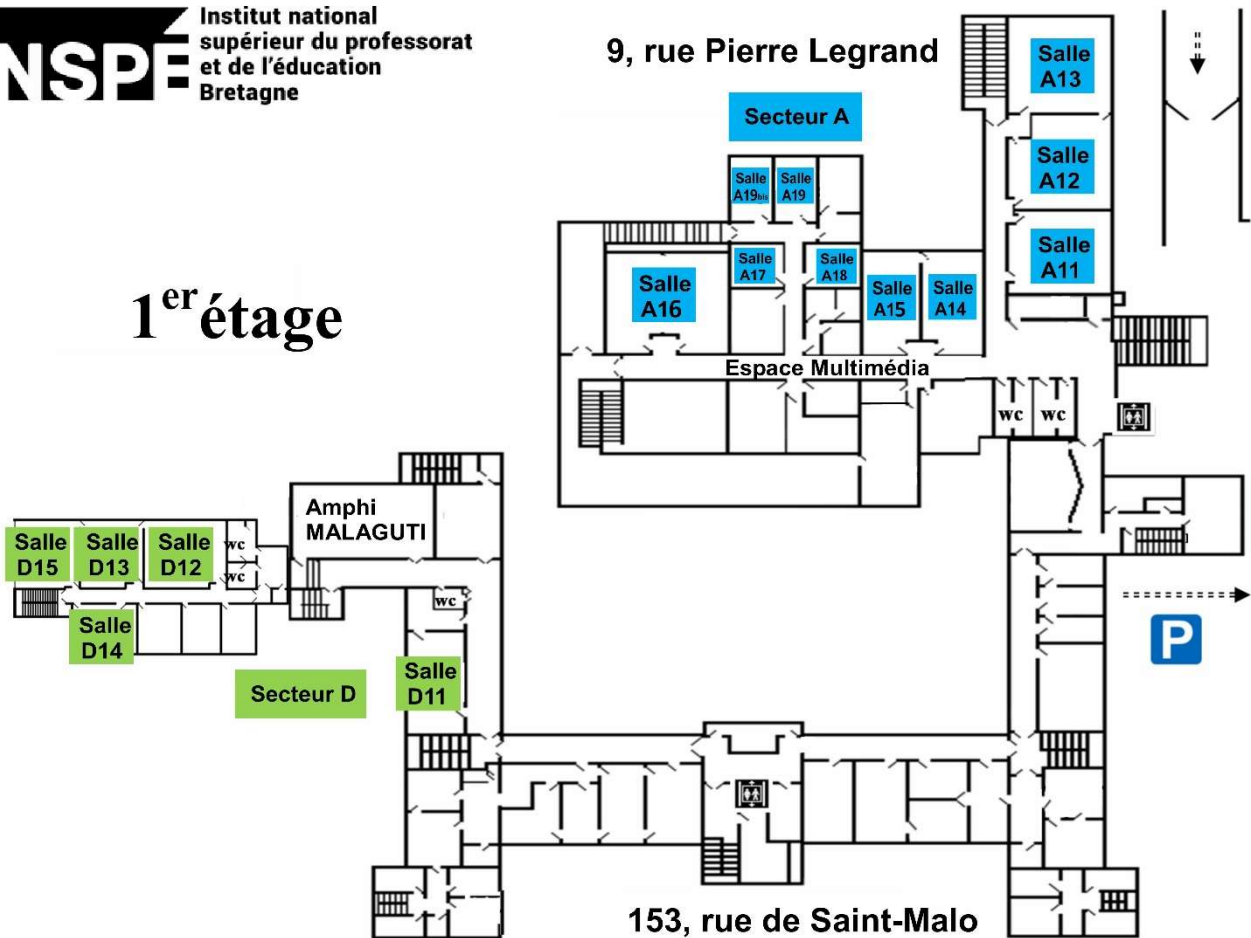 NSPÉ
Institut national
supérieur du professorat
et de l'éducation
Bretagne
9, rue Pierre Legrand
Salle
A13
Secteur A
Salle
A12
Salle
A19bis
Salle
A19
Salle
A11
Salle
A17
Salle
A18
Salle
A16
Salle
A15
Salle
A14
1er étage
Espace Multimédia
wc
wc
Amphi
MALAGUTI
Salle
D15
Salle
D13
Salle
D12
wc
wc
wc
Salle
D14
P
Salle
D11
Secteur D
153, rue de Saint-Malo